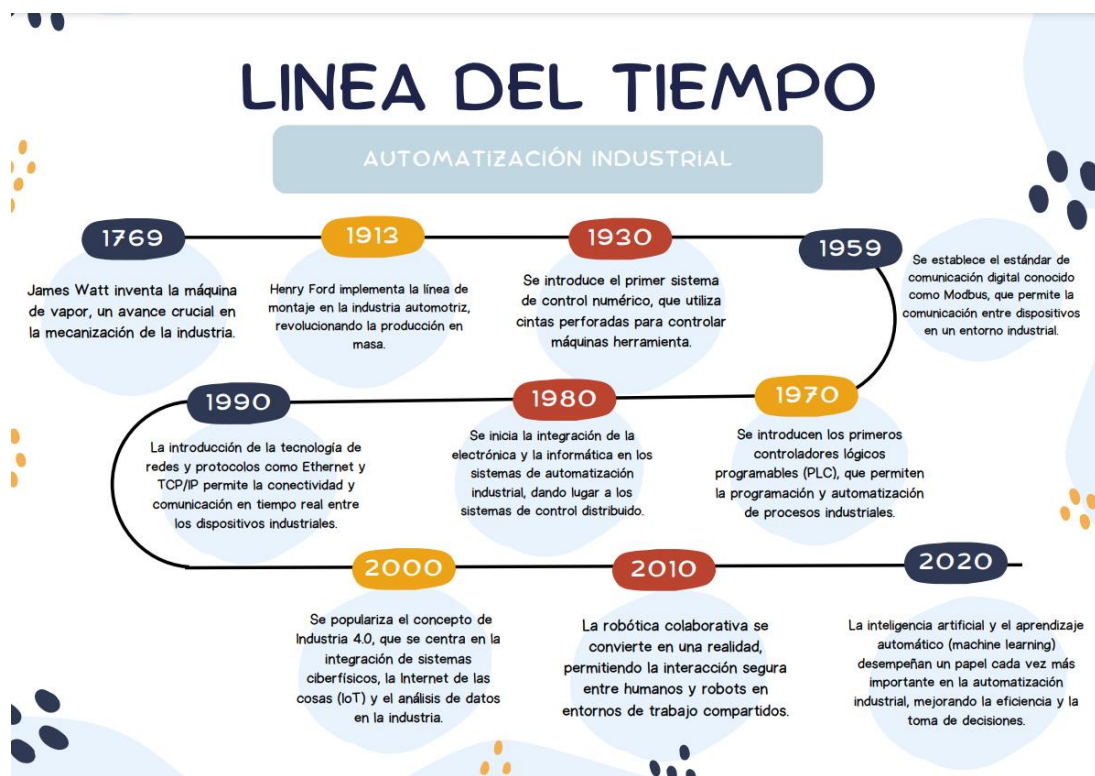 LINEA DEL TIEMPO
AUTOMATIZACIÓN INDUSTRIAL
1769
James Watt inventa la máquina
de vapor, un avance crucial en
la mecanización de la industria.
1913
Henry Ford implementa la línea de
montaje en la industria automotriz,
revolucionando la producción en
masa.
1930
Se introduce el primer sistema
de control numérico, que utiliza
cintas perforadas para controlar
máquinas herramienta.
1959
Se establece el estándar de
comunicación digital conocido
como Modbus, que permite la
comunicación entre dispositivos
en un entorno industrial.
1970
Se introducen los primeros
controladores lógicos
programables (PLC), que permiten
la programación y automatización
de procesos industriales.
1980
Se inicia la integración de la
electrónica y la informática en los
sistemas de automatización
industrial, dando lugar a los
sistemas de control distribuido.
1990
La introducción de la tecnología de
redes y protocolos como Ethernet y
TCP/IP permite la conectividad y
comunicación en tiempo real entre
los dispositivos industriales.
2000
Se populariza el concepto de
Industria 4.0, que se centra en la
integración de sistemas
ciberfísicos, la Internet de las
cosas (IoT) y el análisis de datos
en la industria.
2010
La robótica colaborativa se
convierte en una realidad,
permitiendo la interacción segura
entre humanos y robots en
entornos de trabajo compartidos.
2020
La inteligencia artificial y el aprendizaje
automático (machine learning)
desempeñan un papel cada vez más
importante en la automatización
industrial, mejorando la eficiencia y la
toma de decisiones.